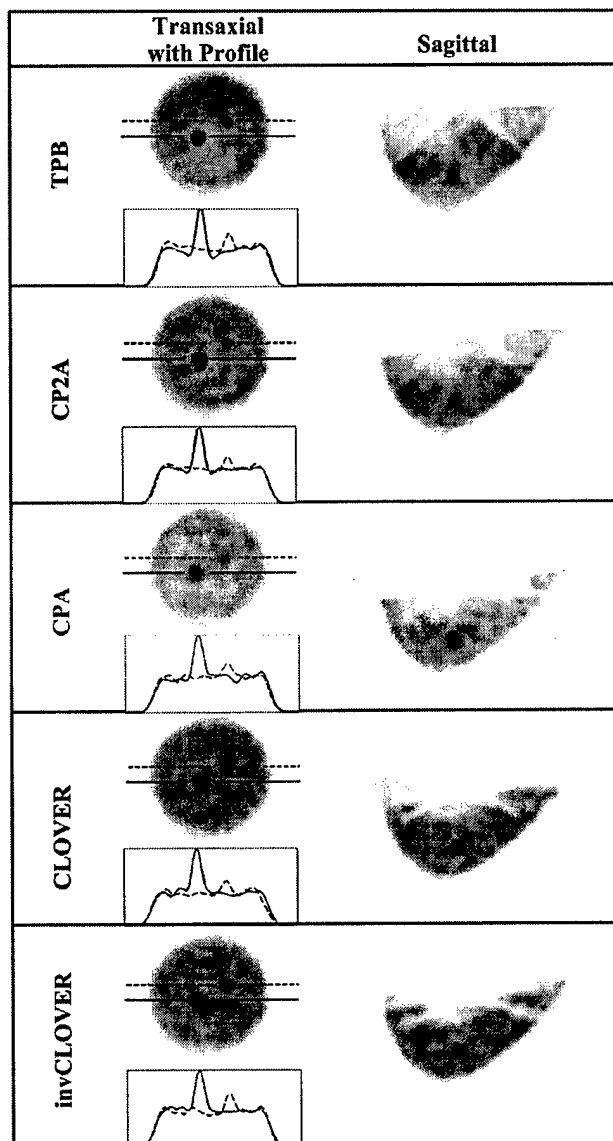 Transaxial
with Profile
Sagittal
TPB
CP2A
CPA
CLOVER
invCLOVER